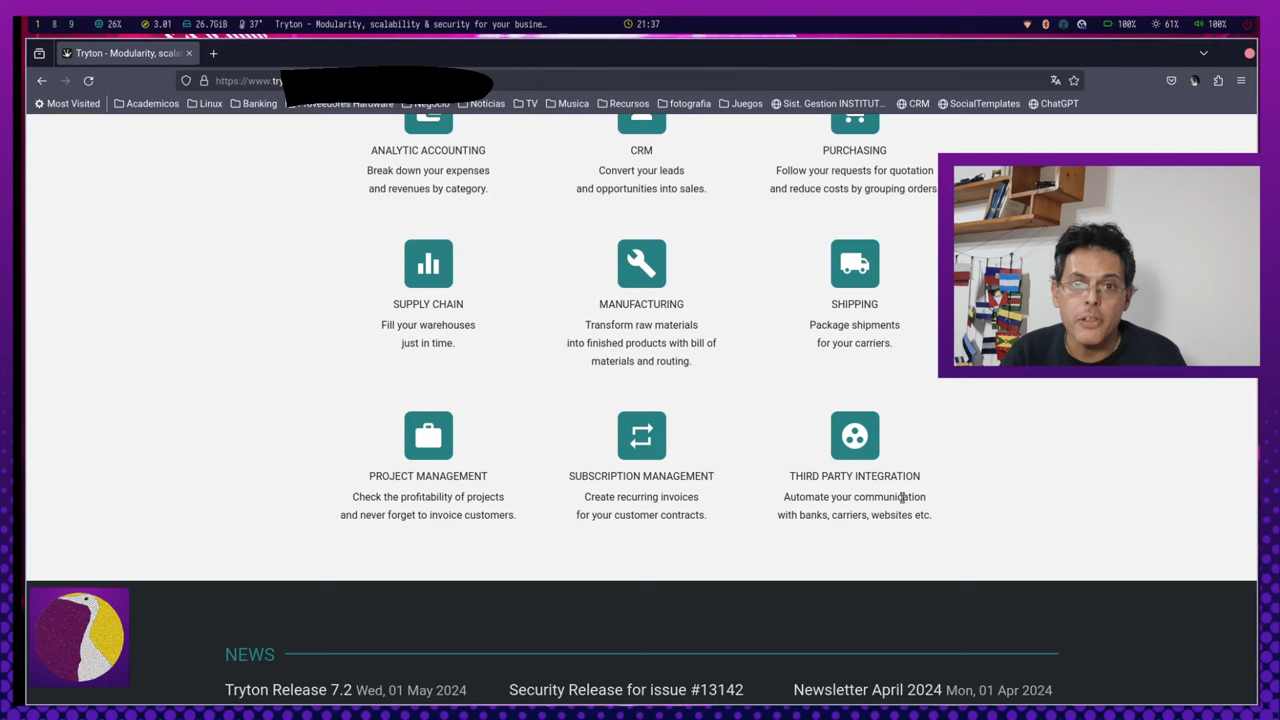 1 8 9 26% 3.01 26.7GiB 37° Tryton - Modularity, scalability & security for your busine... 21:37 100% 61% 100%
Tryton - Modularity, scala
https://www.try
Most Visited Academicos Linux Banking Proveedores Hardware Negocio Noticias TV Musica Recursos fotografia Juegos Sist. Gestion INSTITUT... CRM SocialTemplates ChatGPT
ANALYTIC ACCOUNTING
Break down your expenses
and revenues by category.
CRM
Convert your leads
and opportunities into sales.
PURCHASING
Follow your requests for quotation
and reduce costs by grouping orders.
SUPPLY CHAIN
Fill your warehouses
just in time.
MANUFACTURING
Transform raw materials
into finished products with bill of
materials and routing.
SHIPPING
Package shipments
for your carriers.
PROJECT MANAGEMENT
Check the profitability of projects
and never forget to invoice customers.
SUBSCRIPTION MANAGEMENT
Create recurring invoices
for your customer contracts.
THIRD PARTY INTEGRATION
Automate your communication
with banks, carriers, websites etc.
NEWS
Tryton Release 7.2 Wed, 01 May 2024
Security Release for issue #13142
Newsletter April 2024 Mon, 01 Apr 2024